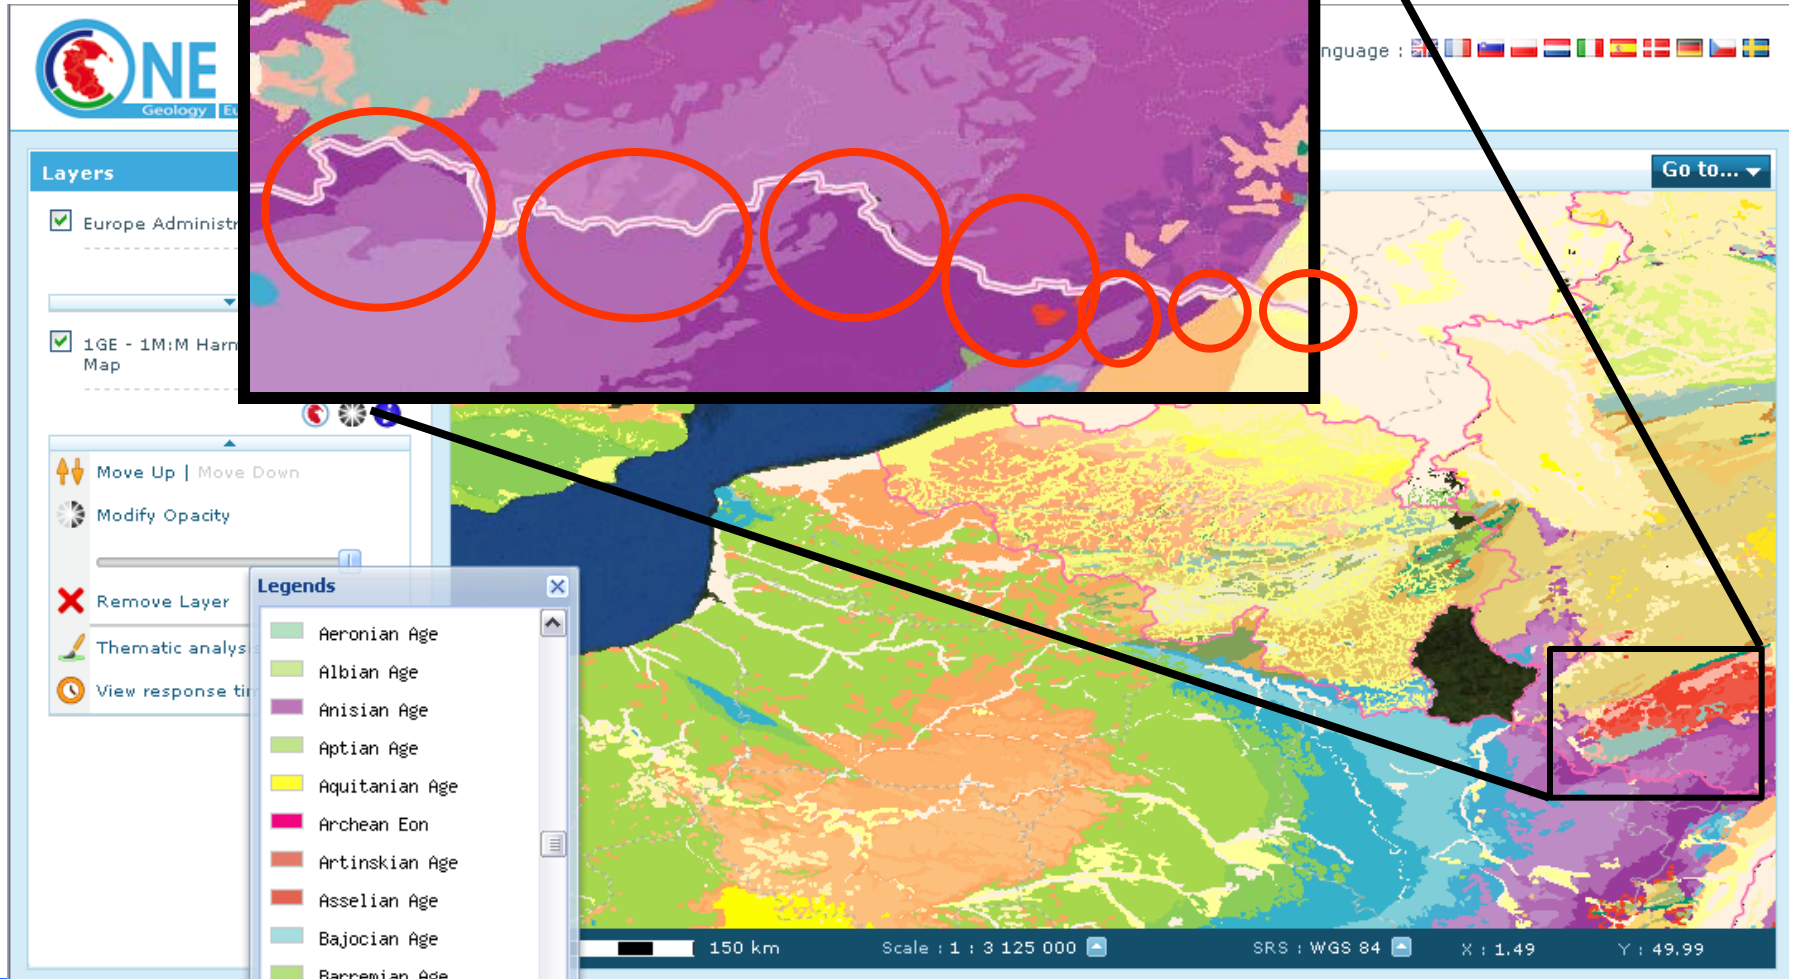 ONE
Geology
nguage :
Layers
Go to...
Europe Administr
1GE - 1M:M Harn
Map
Move Up | Move Down
Modify Opacity
Remove Layer
Thematic analysis
View response tim
Legends
Aeronian Age
Albian Age
Anisian Age
Aptian Age
Aquitanian Age
Archean Eon
Artinskian Age
Asselian Age
Bajocian Age
Barremian Age
150 km
Scale : 1 : 3 125 000
SRS : WGS 84
X : 1.49
Y : 49.99